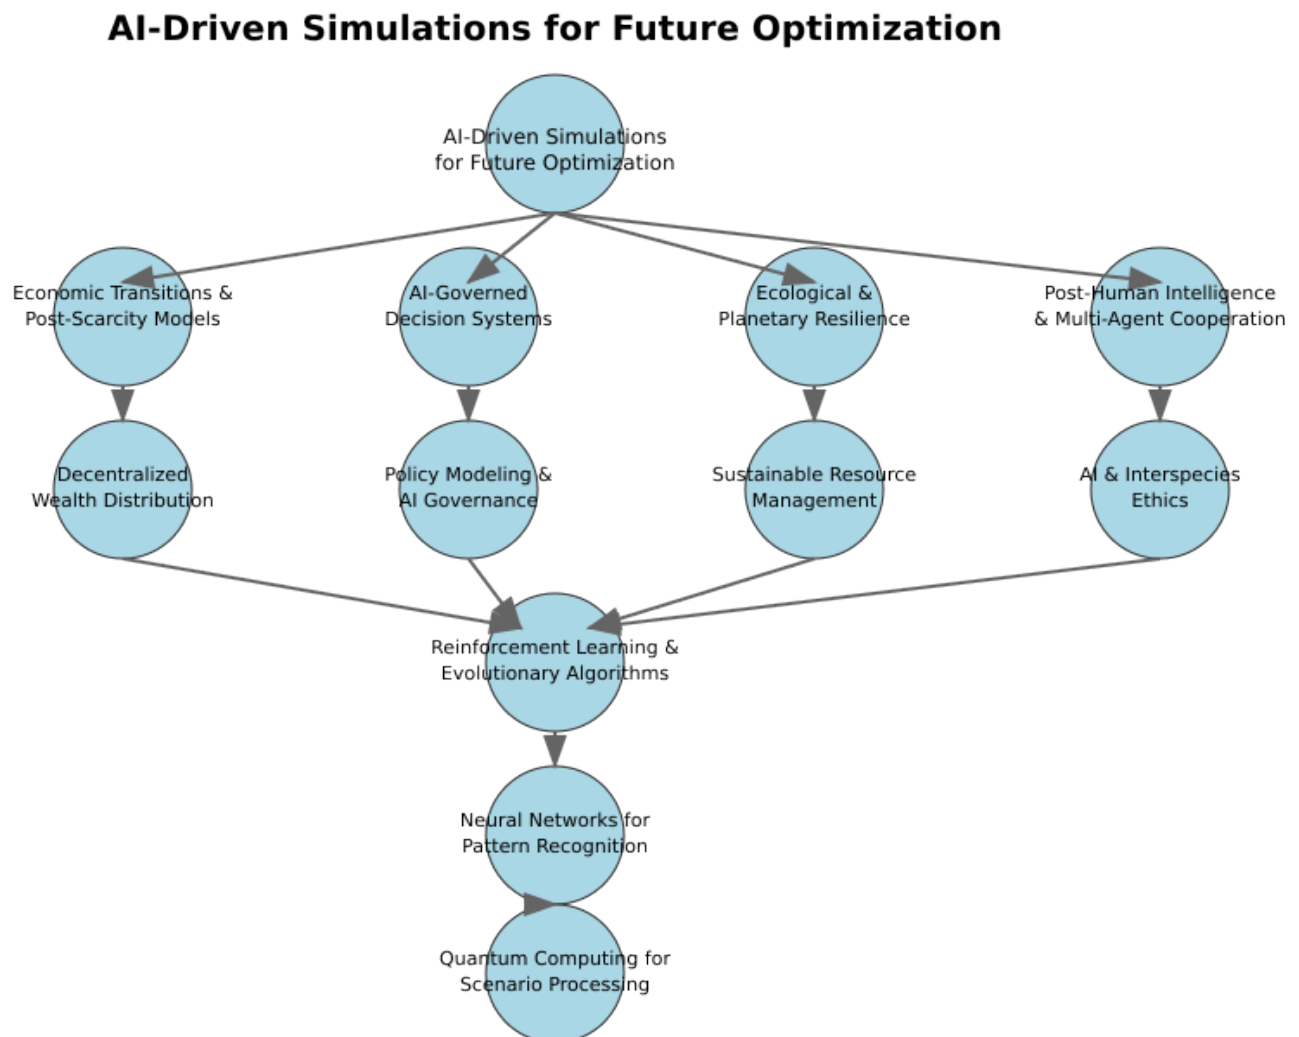 AI-Driven Simulations for Future Optimization
AI-Driven Simulations
for Future Optimization
Economic Transitions &
Post-Scarcity Models
AI-Governed
Decision Systems
Ecological &
Planetary Resilience
Post-Human Intelligence
& Multi-Agent Cooperation
Decentralized
Wealth Distribution
Policy Modeling &
AI Governance
Sustainable Resource
Management
AI & Interspecies
Ethics
Reinforcement Learning &
Evolutionary Algorithms
Neural Networks for
Pattern Recognition
Quantum Computing for
Scenario Processing